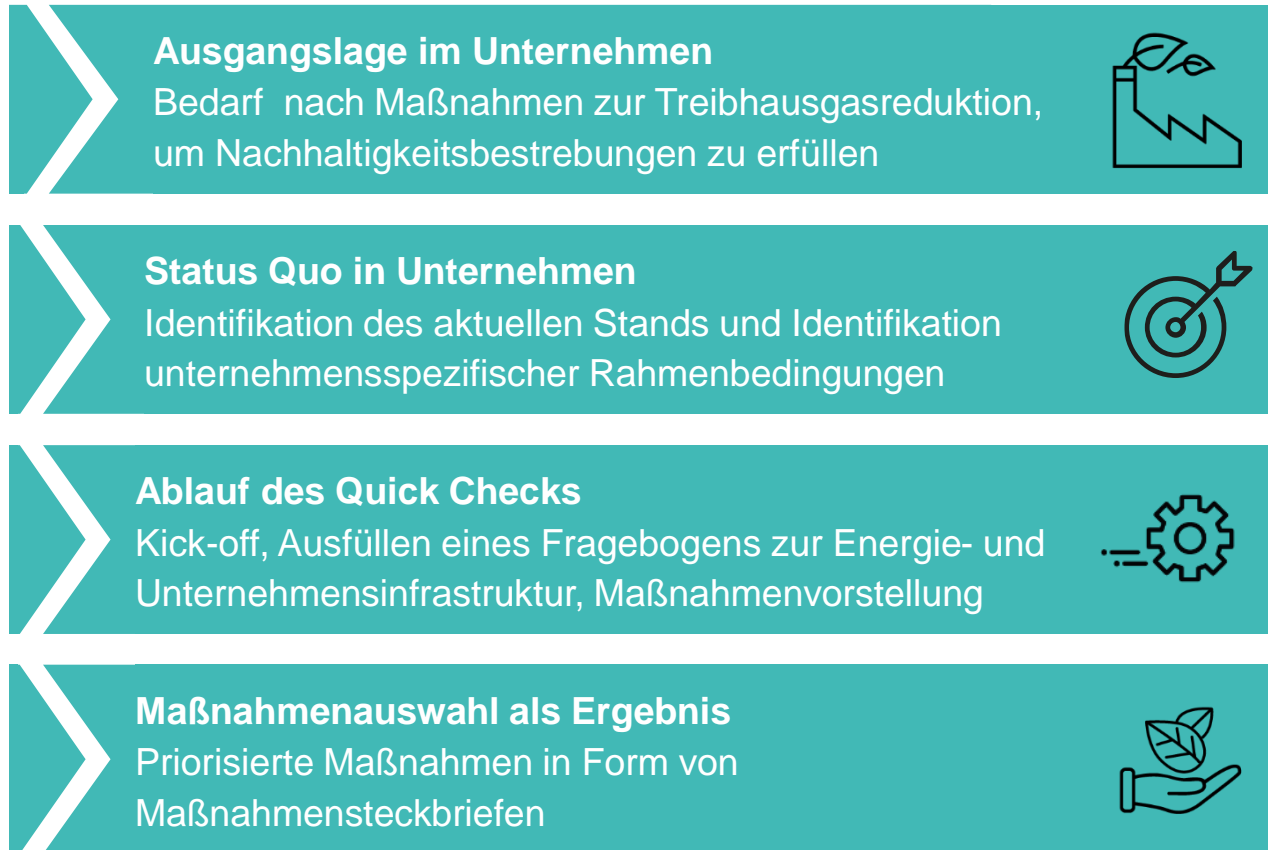 Ausgangslage im Unternehmen
Bedarf  nach Maßnahmen zur Treibhausgasreduktion,
um Nachhaltigkeitsbestrebungen zu erfüllen
Status Quo in Unternehmen
Identifikation des aktuellen Stands und Identifikation
unternehmensspezifischer Rahmenbedingungen
Ablauf des Quick Checks
Kick-off, Ausfüllen eines Fragebogens zur Energie- und
Unternehmensinfrastruktur, Maßnahmenvorstellung
Maßnahmenauswahl als Ergebnis
Priorisierte Maßnahmen in Form von
Maßnahmensteckbriefen